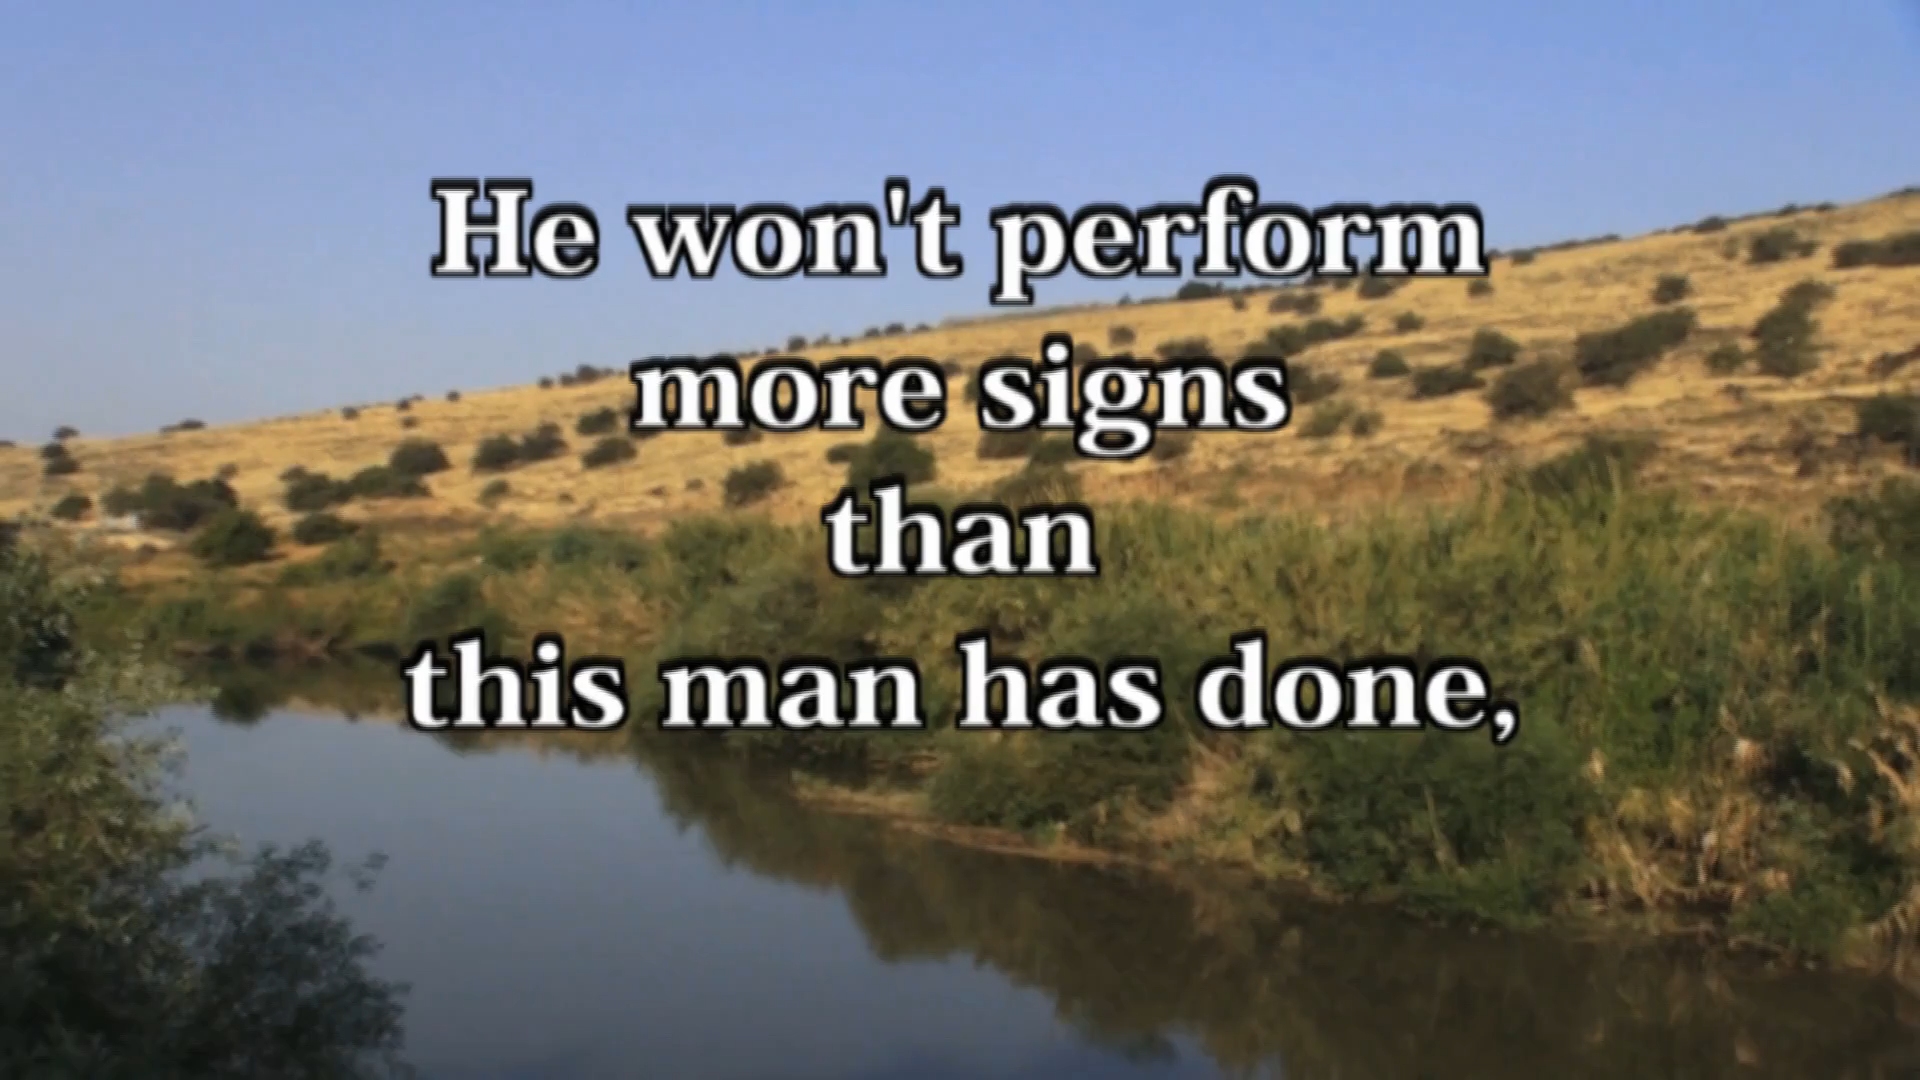 He won't perform
more signs
than
this man has done,